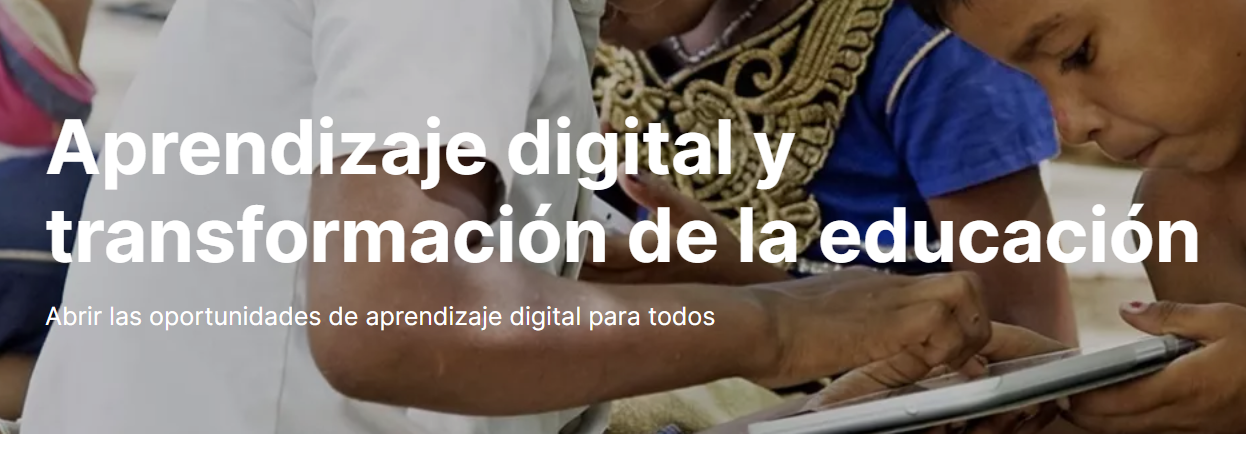 Aprendizaje digital y
transformación de la educación
Abrir las oportunidades de aprendizaje digital para todos